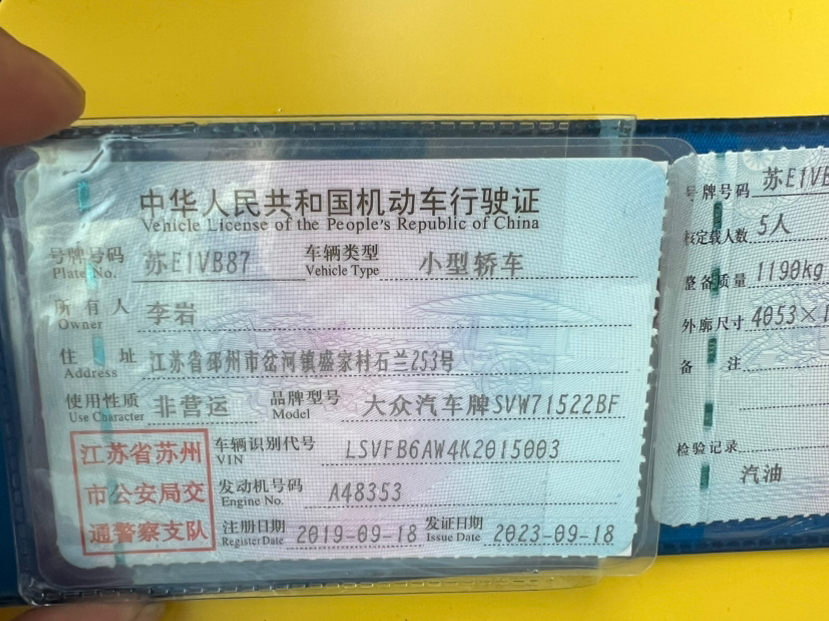 中华人民共和国机动车行驶证
Vehicle License of the People's Republic of China
号牌号码 苏E1VB87 车辆类型 小型轿车
Plate No. Vehicle Type
所有人 李岩
Owner
住址 江苏省邳州市岔河镇盛家村石兰253号
Address
使用性质 非营运 品牌型号 大众汽车牌SVW71522BF
Use Character Model
江苏省苏州
市公安局交
通警察支队
车辆识别代号 LSVFB6AW4K2015003
VIN
发动机号码 A48353
Engine No.
注册日期 2019-09-18 发证日期 2023-09-18
Register Date Issue Date
号牌号码 苏E1VB
核定载人数 5人
整备质量 1190kg
外廓尺寸 4053×1
备注
检验记录
汽油